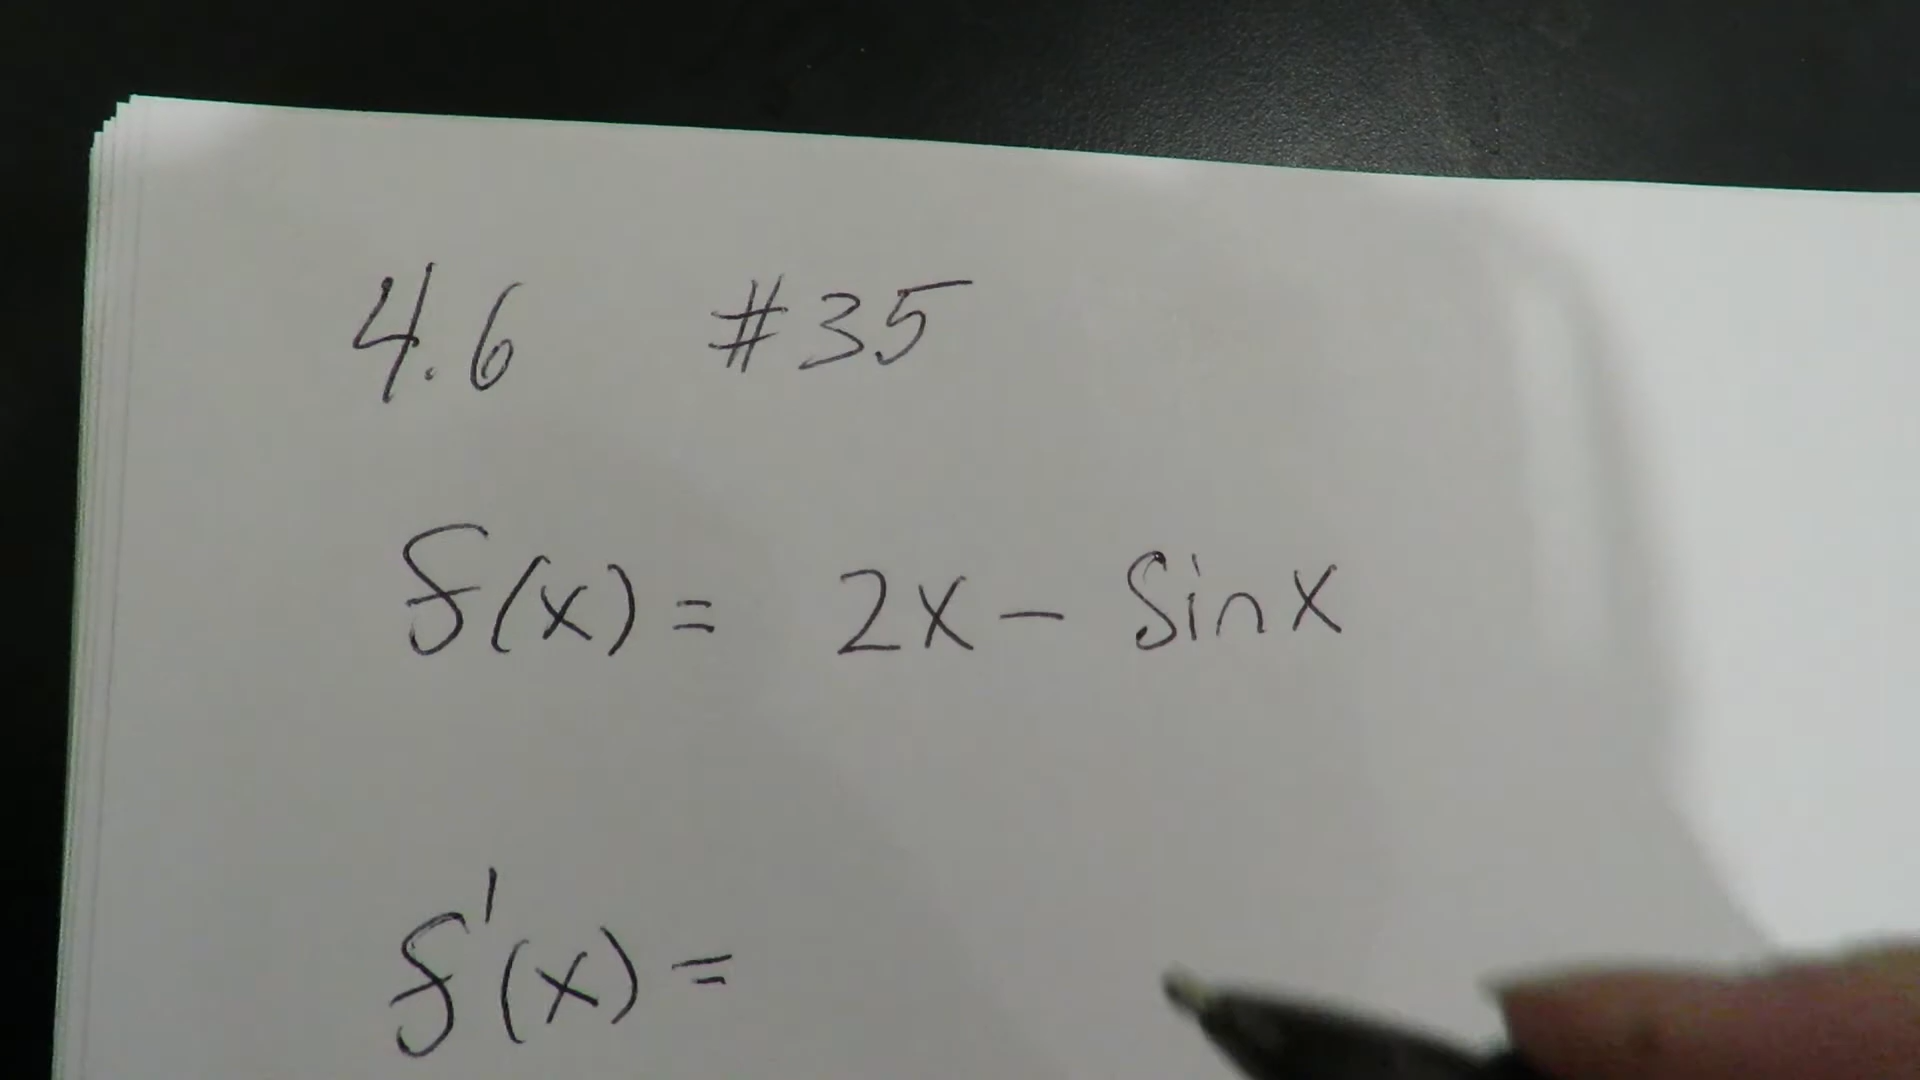 4.6 #35
f(x) = 2x - Sinx
f'(x) =